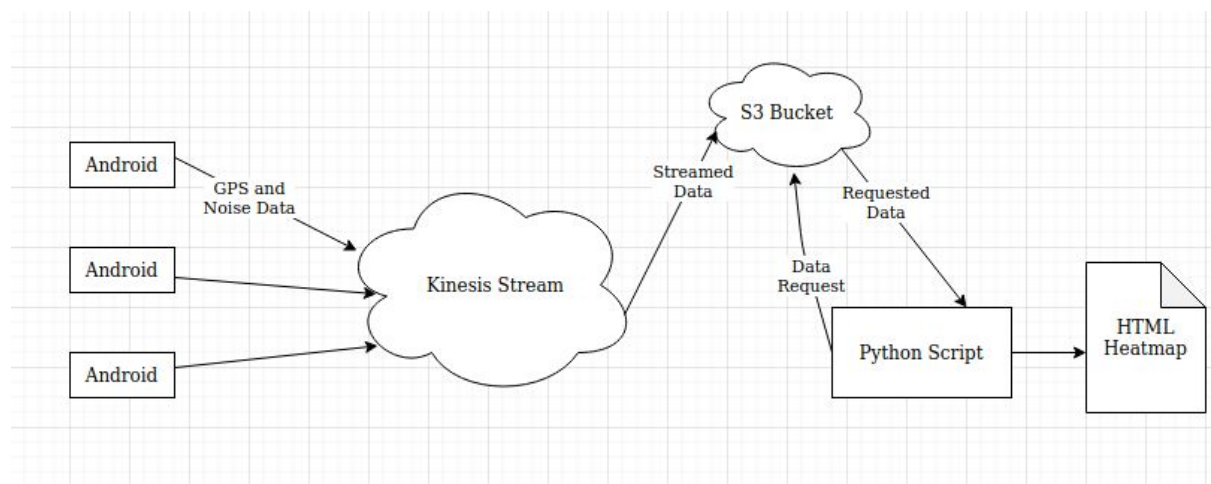 S3 Bucket
Android
GPS and
Noise Data
Streamed
Data
Requested
Data
Android
Kinesis Stream
Data
Request
Android
Python Script
HTML
Heatmap